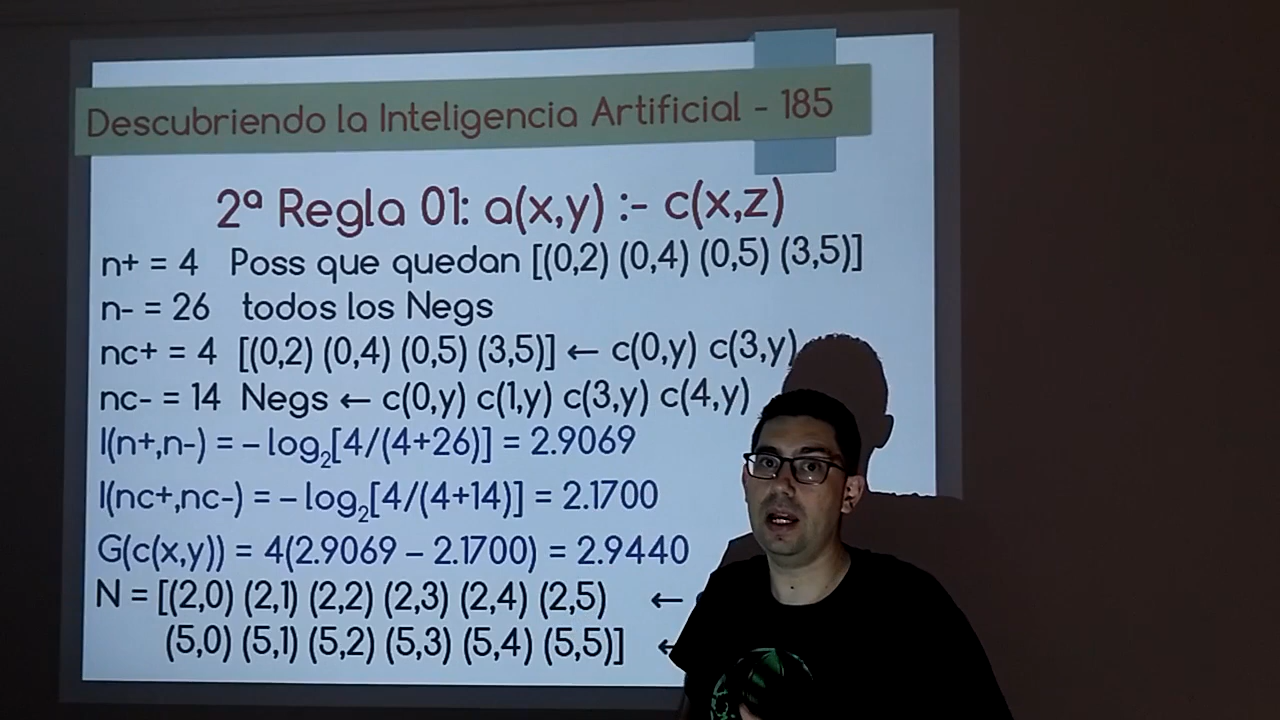 Descubriendo la Inteligencia Artificial - 185
2ª Regla 01: a(x,y) :- c(x,z)
n+ = 4 Poss que quedan [(0,2) (0,4) (0,5) (3,5)]
n- = 26 todos los Negs
nc+ = 4 [(0,2) (0,4) (0,5) (3,5)] ← c(0,y) c(3,y)
nc- = 14 Negs ← c(0,y) c(1,y) c(3,y) c(4,y)
I(n+,n-) = – log₂[4/(4+26)] = 2.9069
I(nc+,nc-) = – log₂[4/(4+14)] = 2.1700
G(c(x,y)) = 4(2.9069 – 2.1700) = 2.9440
N = [(2,0) (2,1) (2,2) (2,3) (2,4) (2,5) ←
(5,0) (5,1) (5,2) (5,3) (5,4) (5,5)] ←